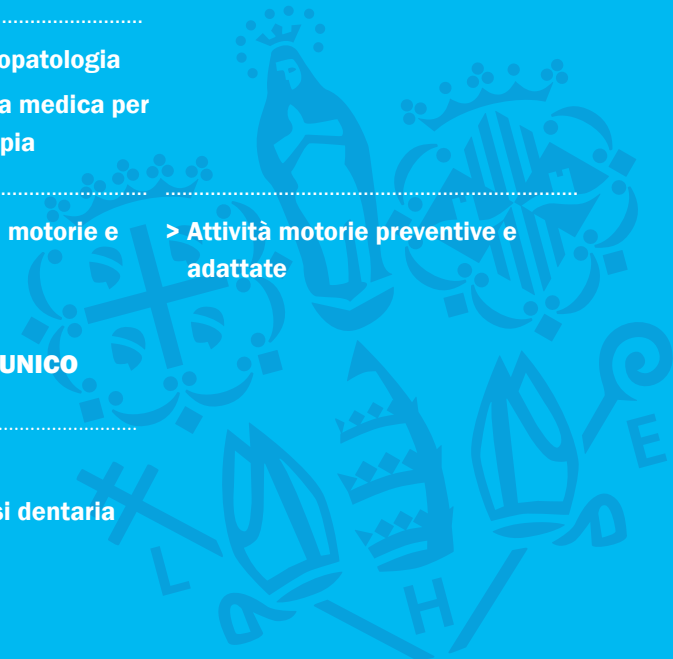 opatologia
a medica per
pia
motorie e
> Attività motorie preventive e
adattate
UNICO
si dentaria
L
H
E